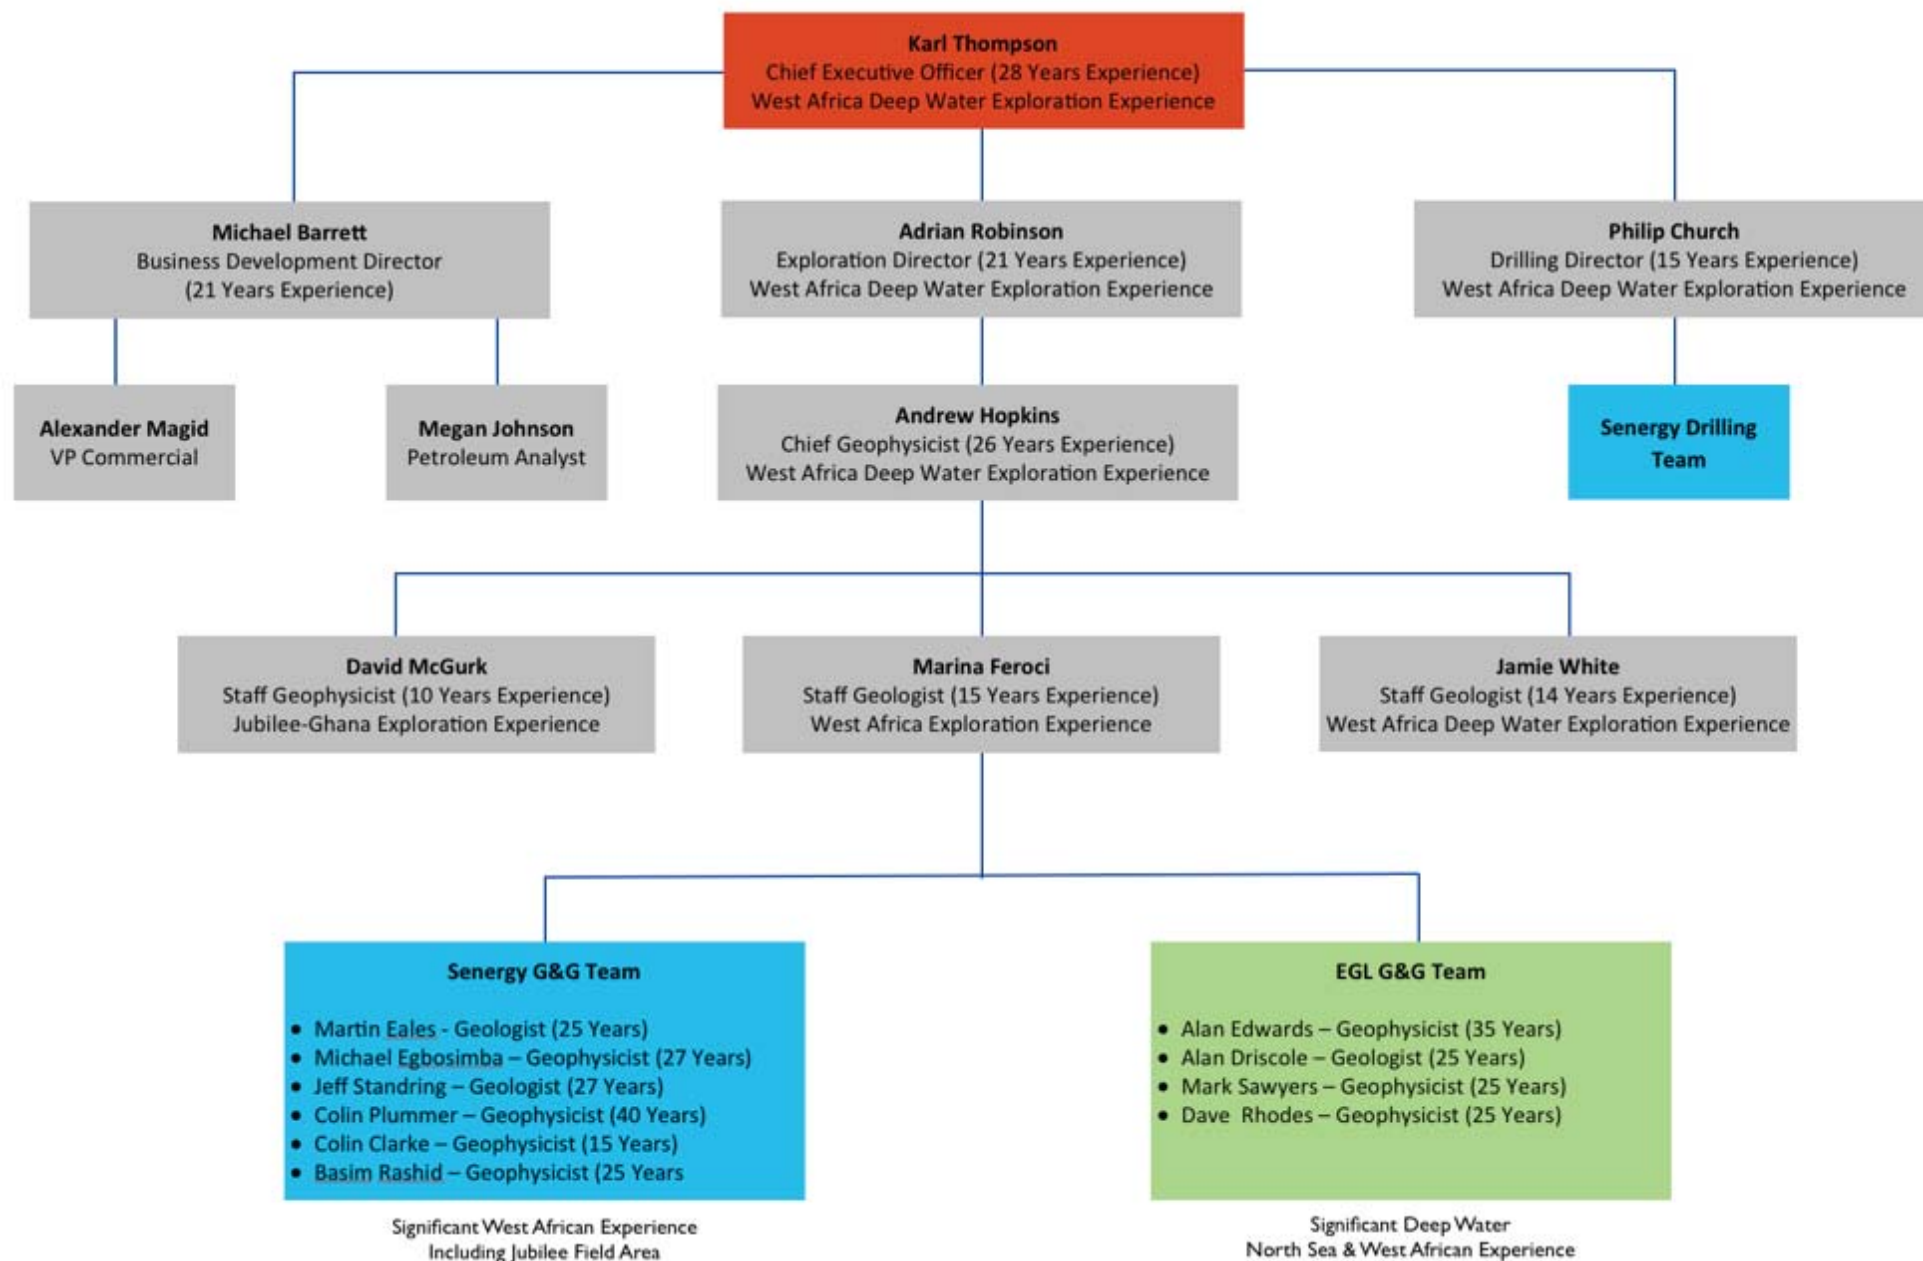 Karl Thompson
Chief Executive Officer (28 Years Experience)
West Africa Deep Water Exploration Experience
Michael Barrett
Business Development Director
(21 Years Experience)
Adrian Robinson
Exploration Director (21 Years Experience)
West Africa Deep Water Exploration Experience
Philip Church
Drilling Director (15 Years Experience)
West Africa Deep Water Exploration Experience
Alexander Magid
VP Commercial
Megan Johnson
Petroleum Analyst
Andrew Hopkins
Chief Geophysicist (26 Years Experience)
West Africa Deep Water Exploration Experience
Senergy Drilling
Team
David McGurk
Staff Geophysicist (10 Years Experience)
Jubilee-Ghana Exploration Experience
Marina Feroci
Staff Geologist (15 Years Experience)
West Africa Exploration Experience
Jamie White
Staff Geologist (14 Years Experience)
West Africa Deep Water Exploration Experience
Senergy G&G Team
• Martin Eales - Geologist (25 Years)
• Michael Egbosimba – Geophysicist (27 Years)
• Jeff Standring – Geologist (27 Years)
• Colin Plummer – Geophysicist (40 Years)
• Colin Clarke – Geophysicist (15 Years)
• Basim Rashid – Geophysicist (25 Years
Significant West African Experience
Including Jubilee Field Area
EGL G&G Team
• Alan Edwards – Geophysicist (35 Years)
• Alan Driscole – Geologist (25 Years)
• Mark Sawyers – Geophysicist (25 Years)
• Dave Rhodes – Geophysicist (25 Years)
Significant Deep Water
North Sea & West African Experience